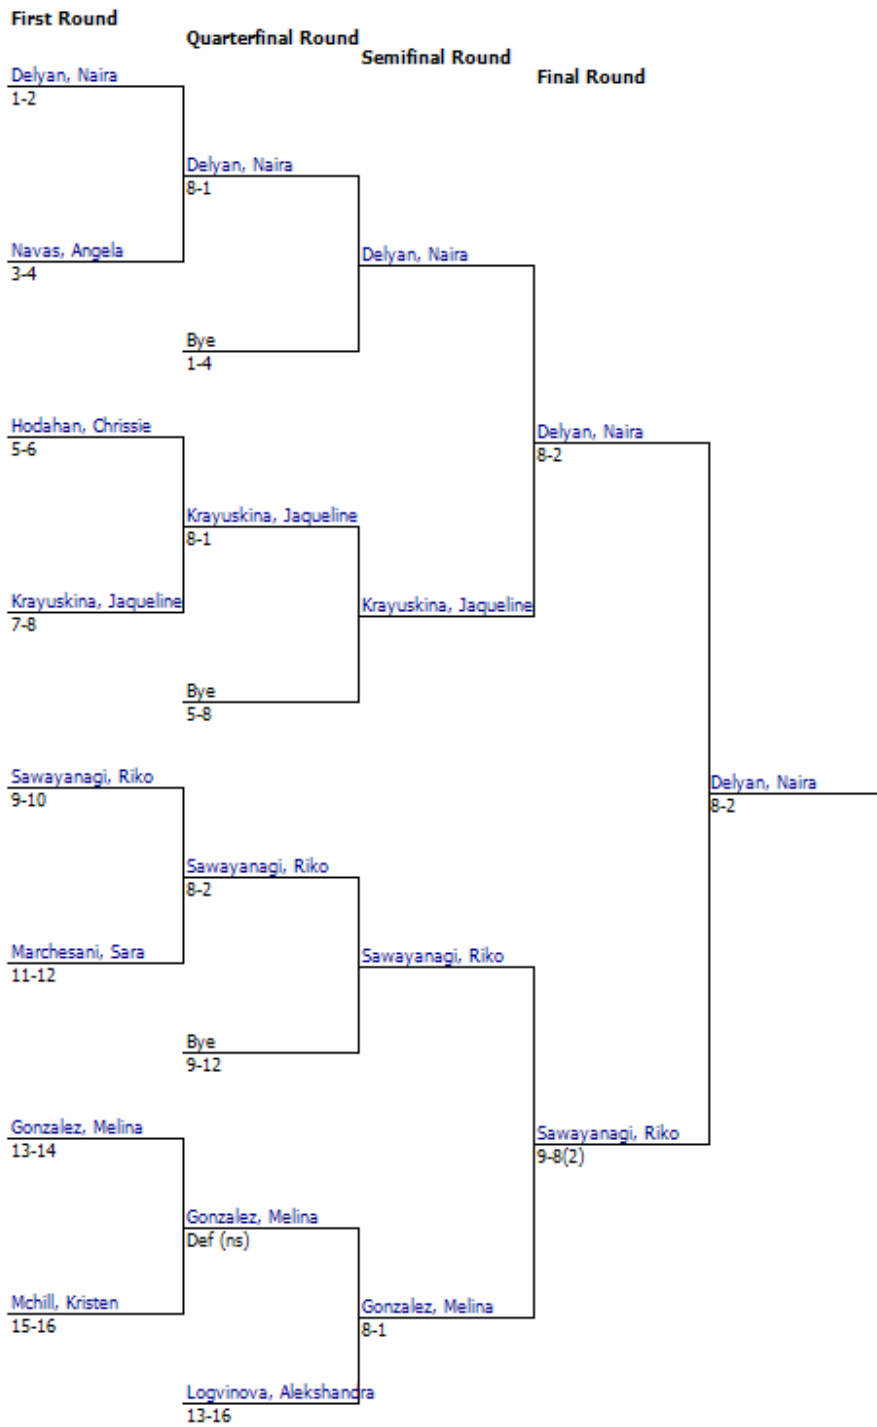 First Round
Quarterfinal Round
Semifinal Round
Final Round
Delyan, Naira
1-2
Delyan, Naira
8-1
Navas, Angela
3-4
Delyan, Naira
Bye
1-4
Hodahan, Chrissie
5-6
Delyan, Naira
8-2
Krayuskina, Jaqueline
8-1
Krayuskina, Jaqueline
7-8
Krayuskina, Jaqueline
Bye
5-8
Sawayanagi, Riko
9-10
Delyan, Naira
8-2
Sawayanagi, Riko
8-2
Marchesani, Sara
11-12
Sawayanagi, Riko
Bye
9-12
Gonzalez, Melina
13-14
Sawayanagi, Riko
9-8(2)
Gonzalez, Melina
Def (ns)
Mchill, Kristen
15-16
Gonzalez, Melina
8-1
Logvinova, Alekshandra
13-16